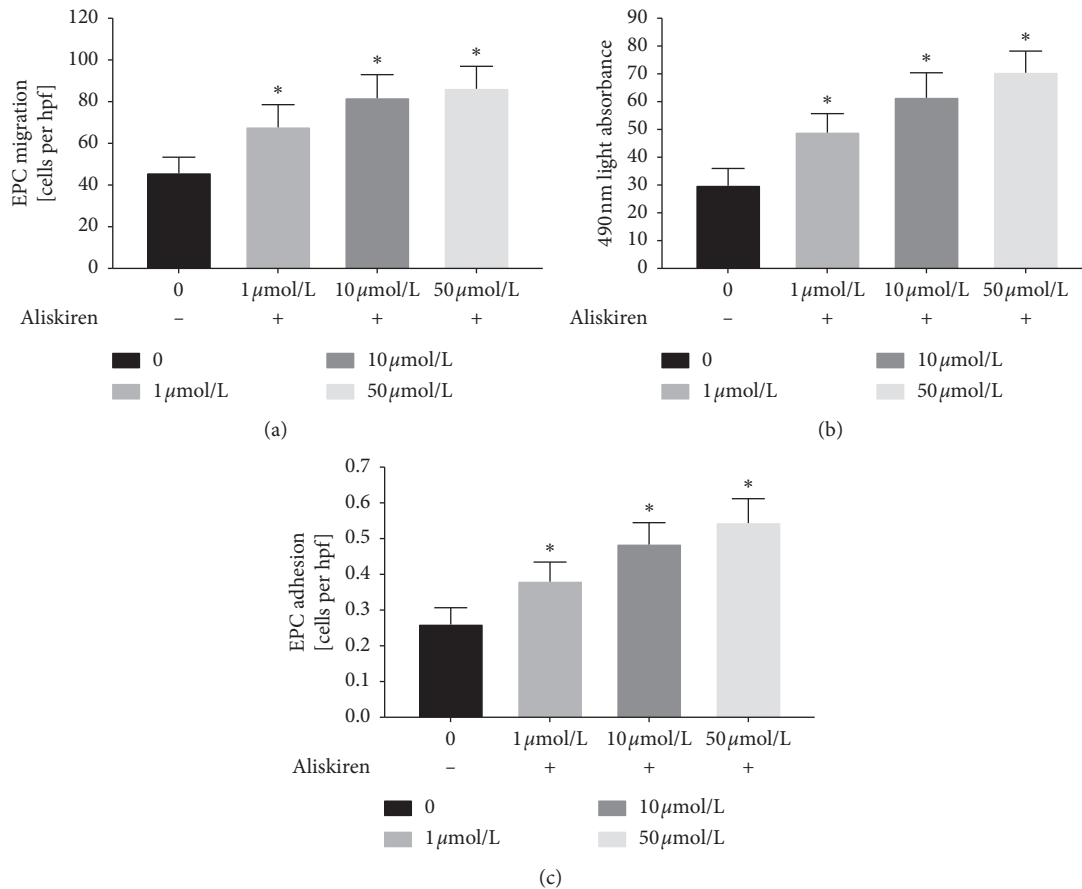 120
100
80
60
40
20
0
EPC migration
[cells per hpf]
* * *
0 1 μmol/L 10 μmol/L 50 μmol/L
Aliskiren – + + +
0 10 μmol/L
1 μmol/L 50 μmol/L
(a)
90
80
70
60
50
40
30
20
10
0
490 nm light absorbance
* * *
0 1 μmol/L 10 μmol/L 50 μmol/L
Aliskiren – + + +
0 10 μmol/L
1 μmol/L 50 μmol/L
(b)
0.7
0.6
0.5
0.4
0.3
0.2
0.1
0.0
EPC adhesion
[cells per hpf]
* * *
0 1 μmol/L 10 μmol/L 50 μmol/L
Aliskiren – + + +
0 10 μmol/L
1 μmol/L 50 μmol/L
(c)